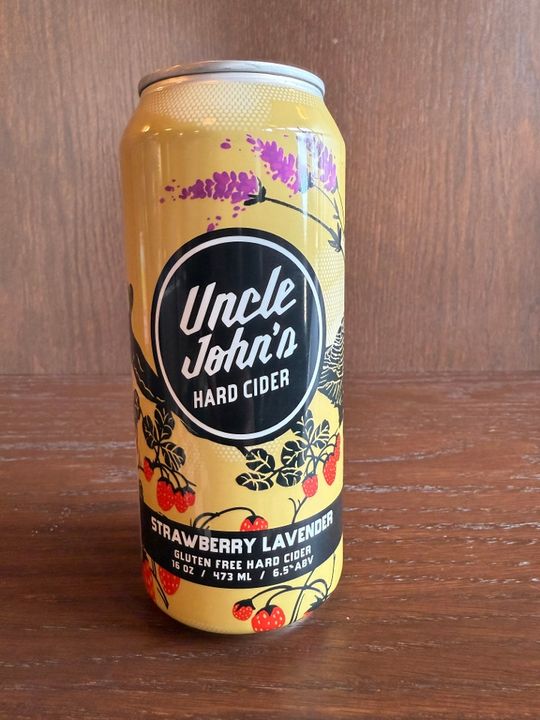 Uncle
John's
HARD CIDER
STRAWBERRY LAVENDER
GLUTEN FREE HARD CIDER
16 OZ / 473 ML / 6.5% ABV